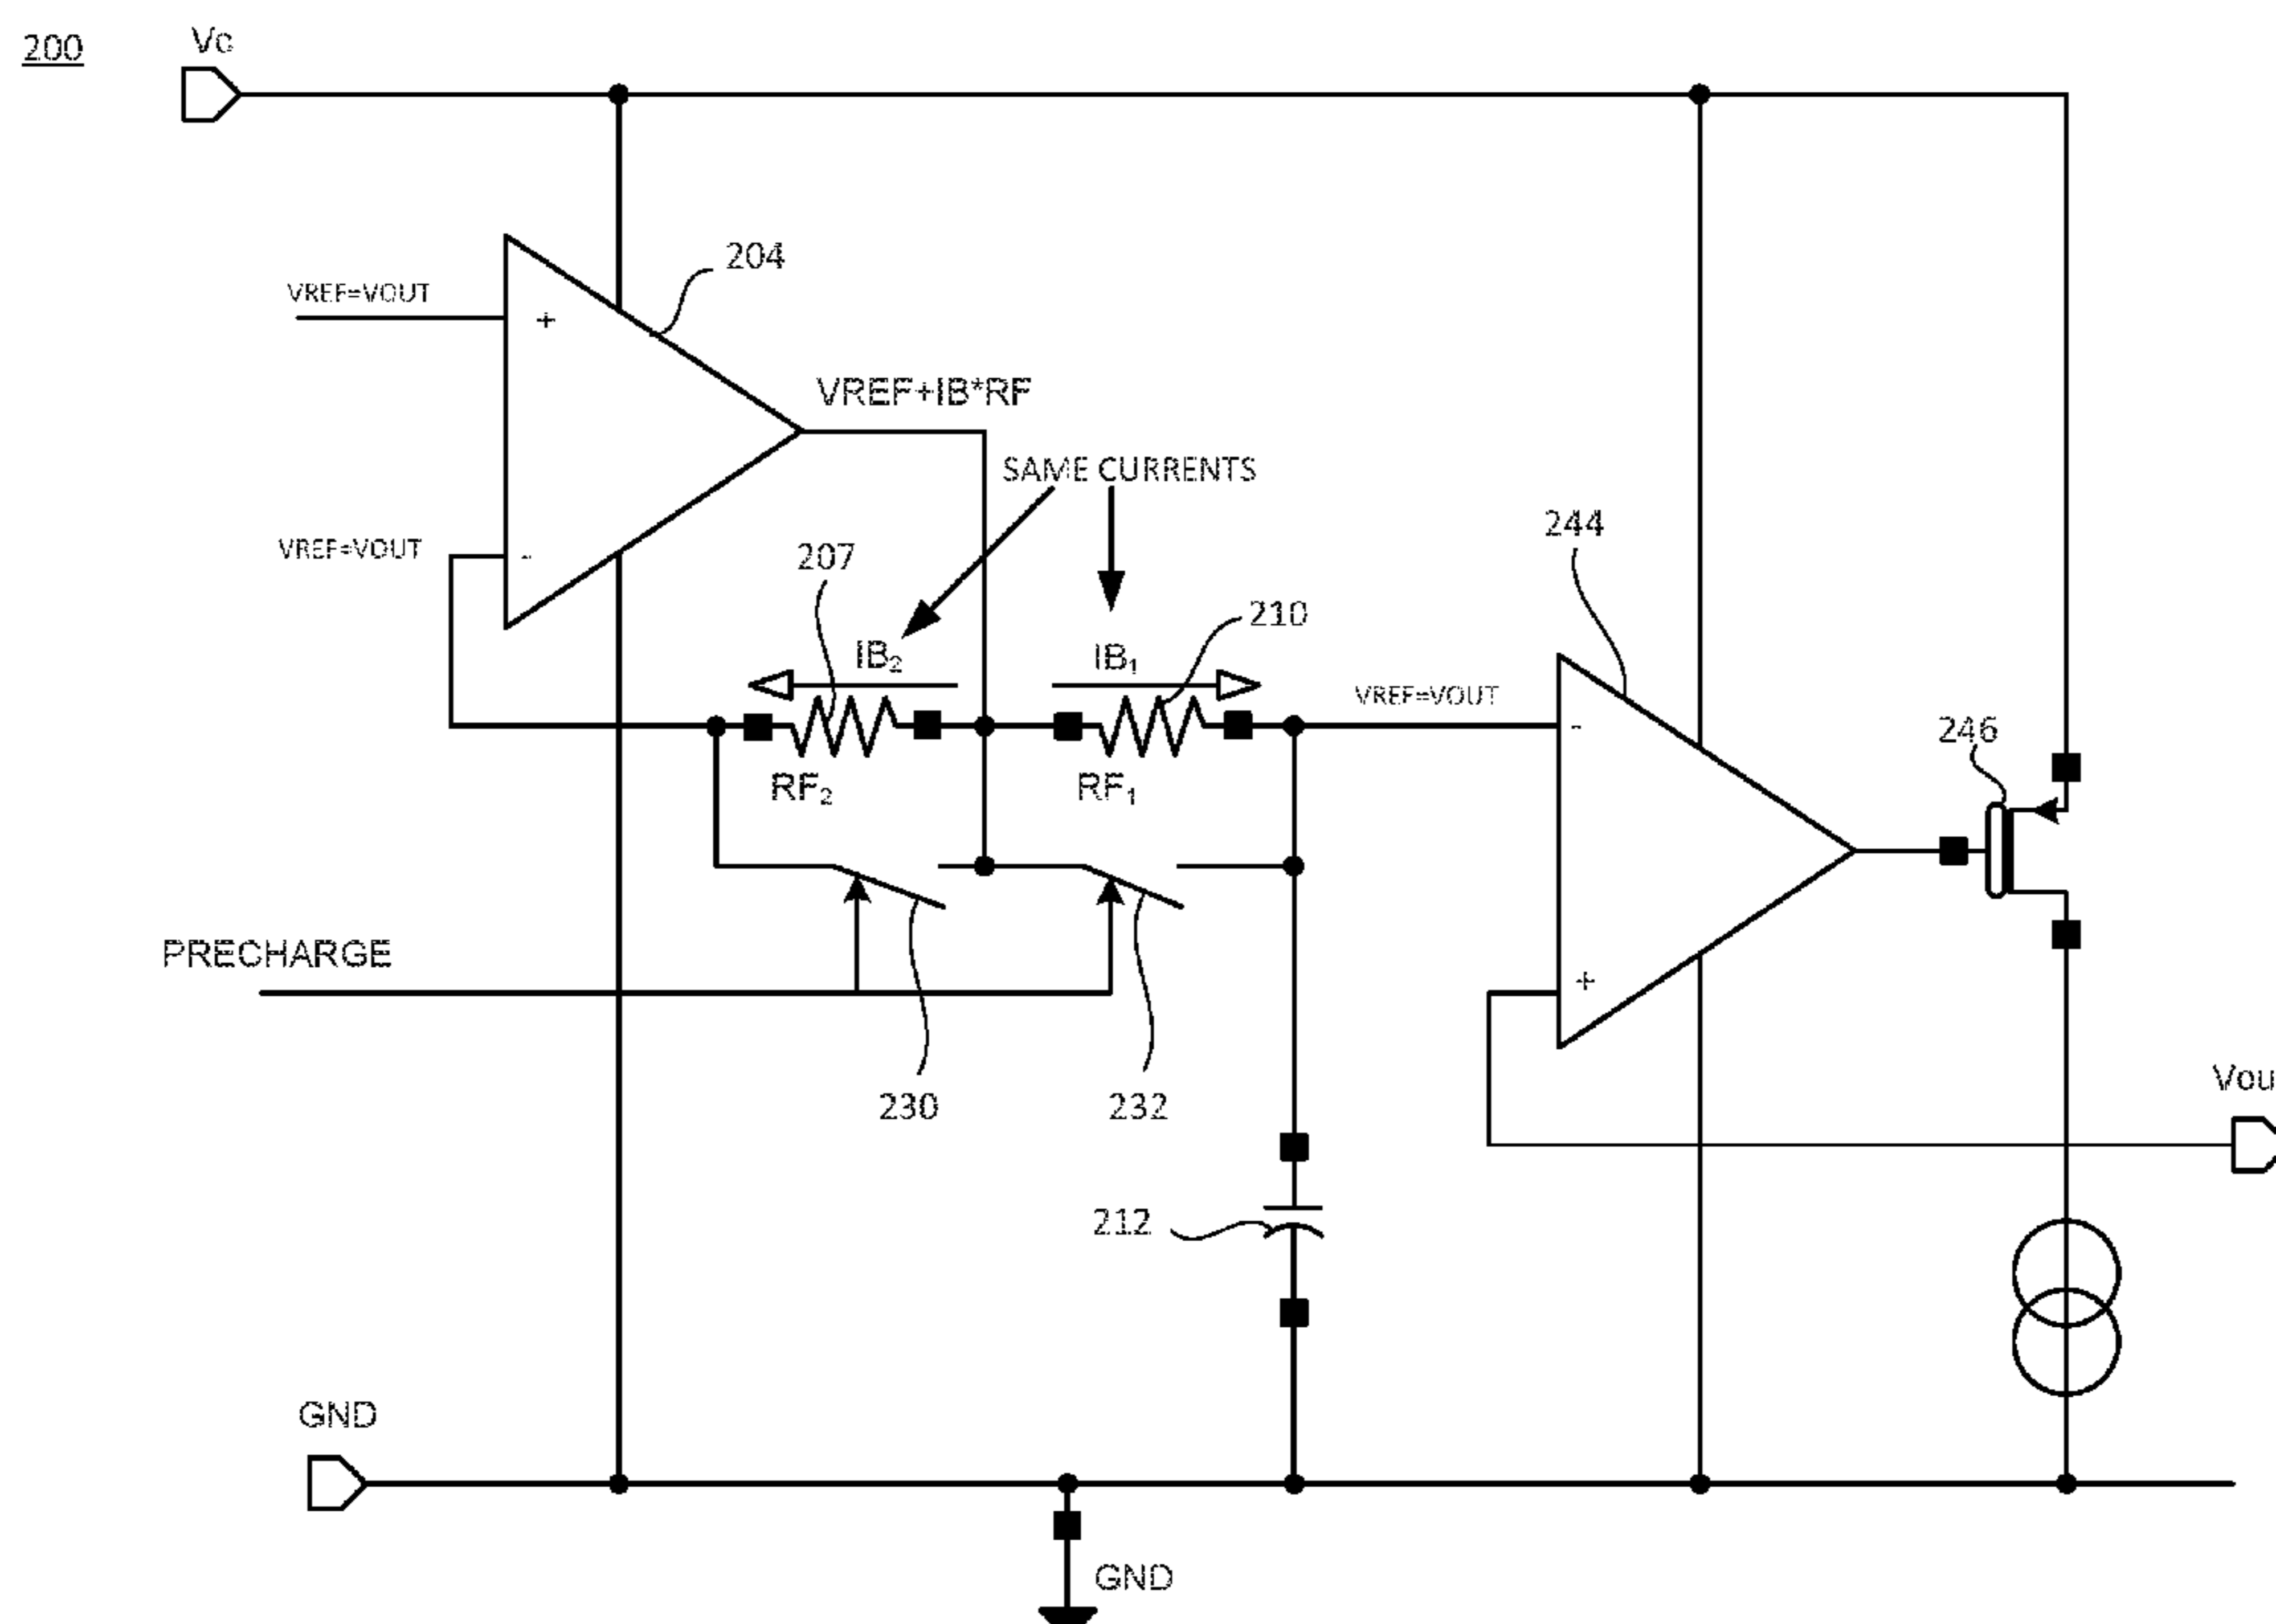 200
Vc
204
VREF=VOUT
+
VREF+IB*RF
SAME CURRENTS
244
VREF=VOUT
-
207
210
IB₂
IB₁
VREF=VOUT
-
246
RF₂
RF₁
PRECHARGE
+
Vou
230
232
212
GND
GND